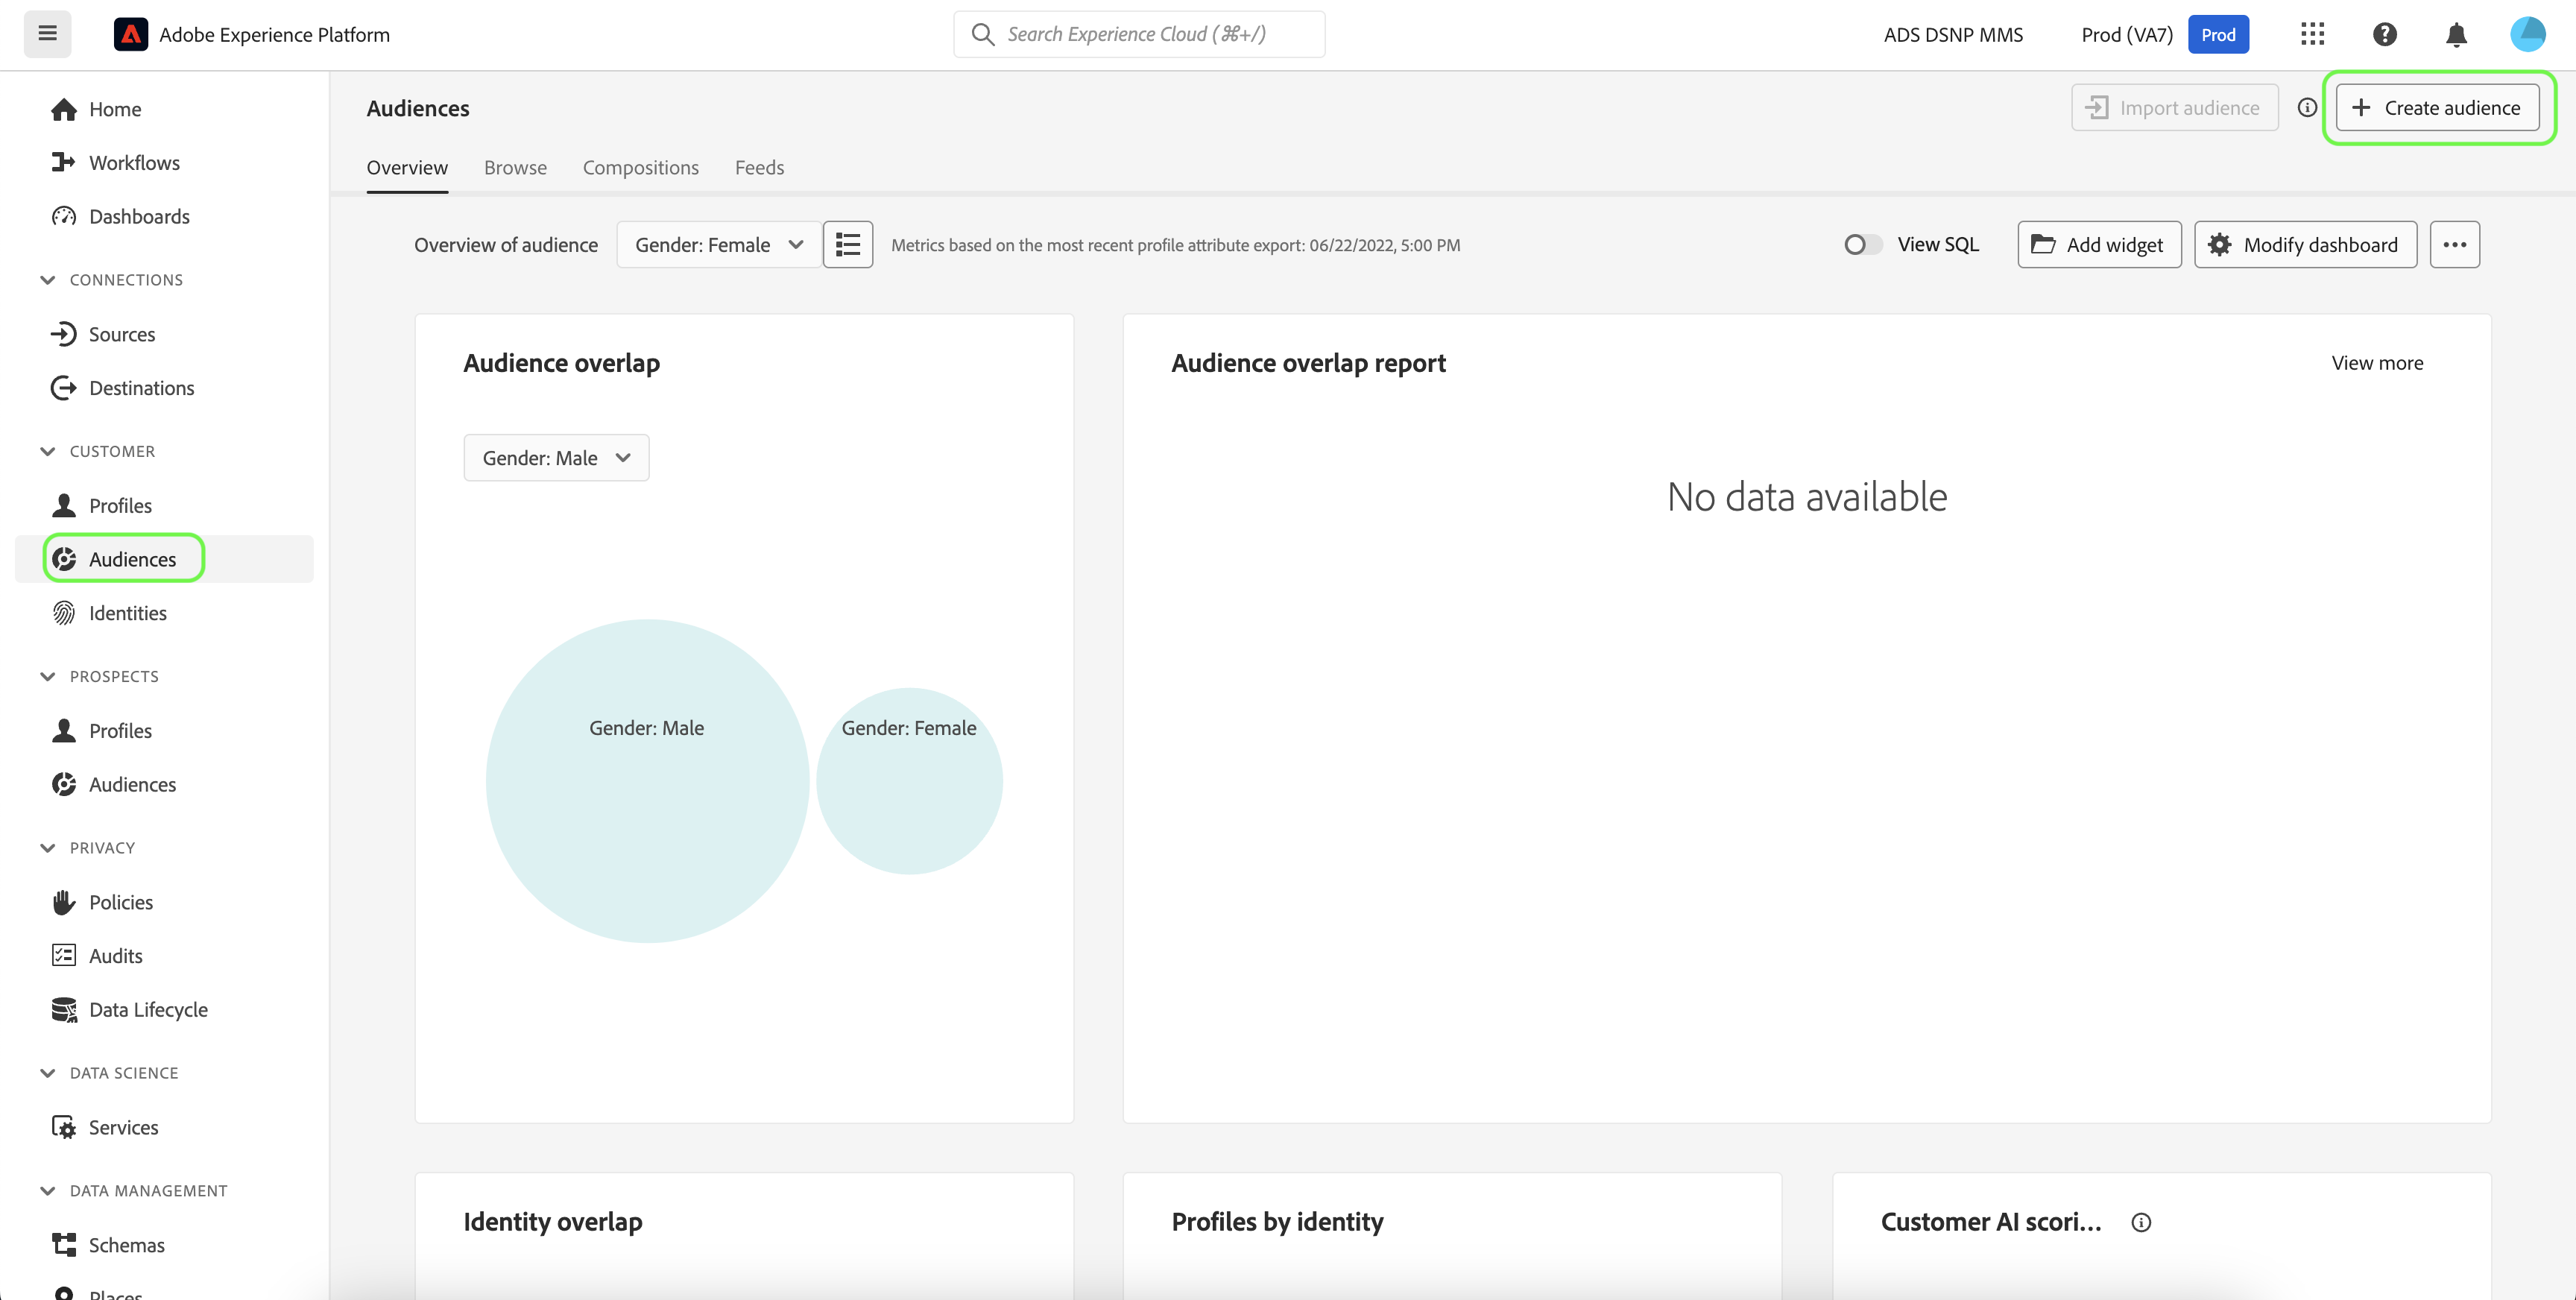 Adobe Experience Platform
Search Experience Cloud (⌘+/)
ADS DSNP MMS
Prod (VA7)
Prod
Home
Workflows
Dashboards
CONNECTIONS
Sources
Destinations
CUSTOMER
Profiles
Audiences
Identities
PROSPECTS
Profiles
Audiences
PRIVACY
Policies
Audits
Data Lifecycle
DATA SCIENCE
Services
DATA MANAGEMENT
Schemas
Places
Audiences
Import audience
Create audience
Overview
Browse
Compositions
Feeds
Overview of audience
Gender: Female
Metrics based on the most recent profile attribute export: 06/22/2022, 5:00 PM
View SQL
Add widget
Modify dashboard
Audience overlap
Gender: Male
Gender: Male
Gender: Female
Audience overlap report
View more
No data available
Identity overlap
Profiles by identity
Customer AI scori...